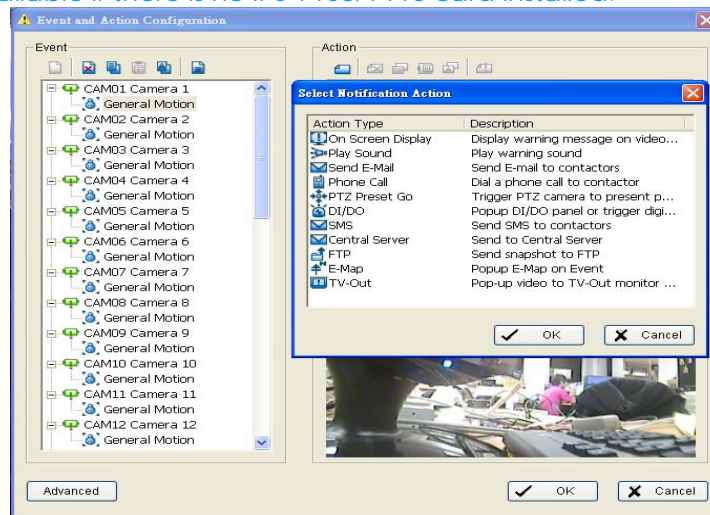 Event and Action Configuration
Event
CAM01 Camera 1
General Motion
CAM02 Camera 2
General Motion
CAM03 Camera 3
General Motion
CAM04 Camera 4
General Motion
CAM05 Camera 5
General Motion
CAM06 Camera 6
General Motion
CAM07 Camera 7
General Motion
CAM08 Camera 8
General Motion
CAM09 Camera 9
General Motion
CAM10 Camera 10
General Motion
CAM11 Camera 11
General Motion
CAM12 Camera 12
General Motion
Action
Select Notification Action
Action Type Description
On Screen Display Display warning message on video...
Play Sound Play warning sound
Send E-Mail Send E-mail to contactors
Phone Call Dial a phone call to contactor
PTZ Preset Go Trigger PTZ camera to present p...
DI/DO Popup DI/DO panel or trigger digi...
SMS Send SMS to contactors
Central Server Send to Central Server
FTP Send snapshot to FTP
E-Map Popup E-Map on Event
TV-Out Pop-up video to TV-Out monitor ...
OK Cancel
Advanced OK Cancel